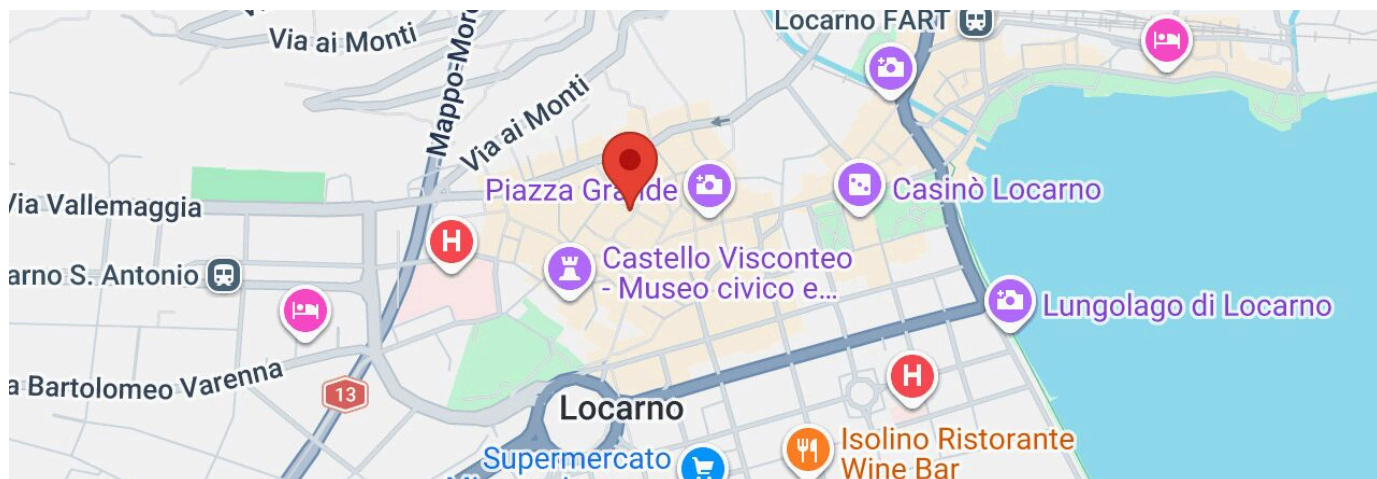 Locarno FART
Via ai Monti
Mappo-Mor
Via ai Monti
Piazza Grande
Casinò Locarno
Via Vallemaggia
H
Castello Visconteo
- Museo civico e...
arno S. Antonio
Lungolago di Locarno
a Bartolomeo Varenna
13
H
Locarno
Isolino Ristorante
Wine Bar
Supermercato